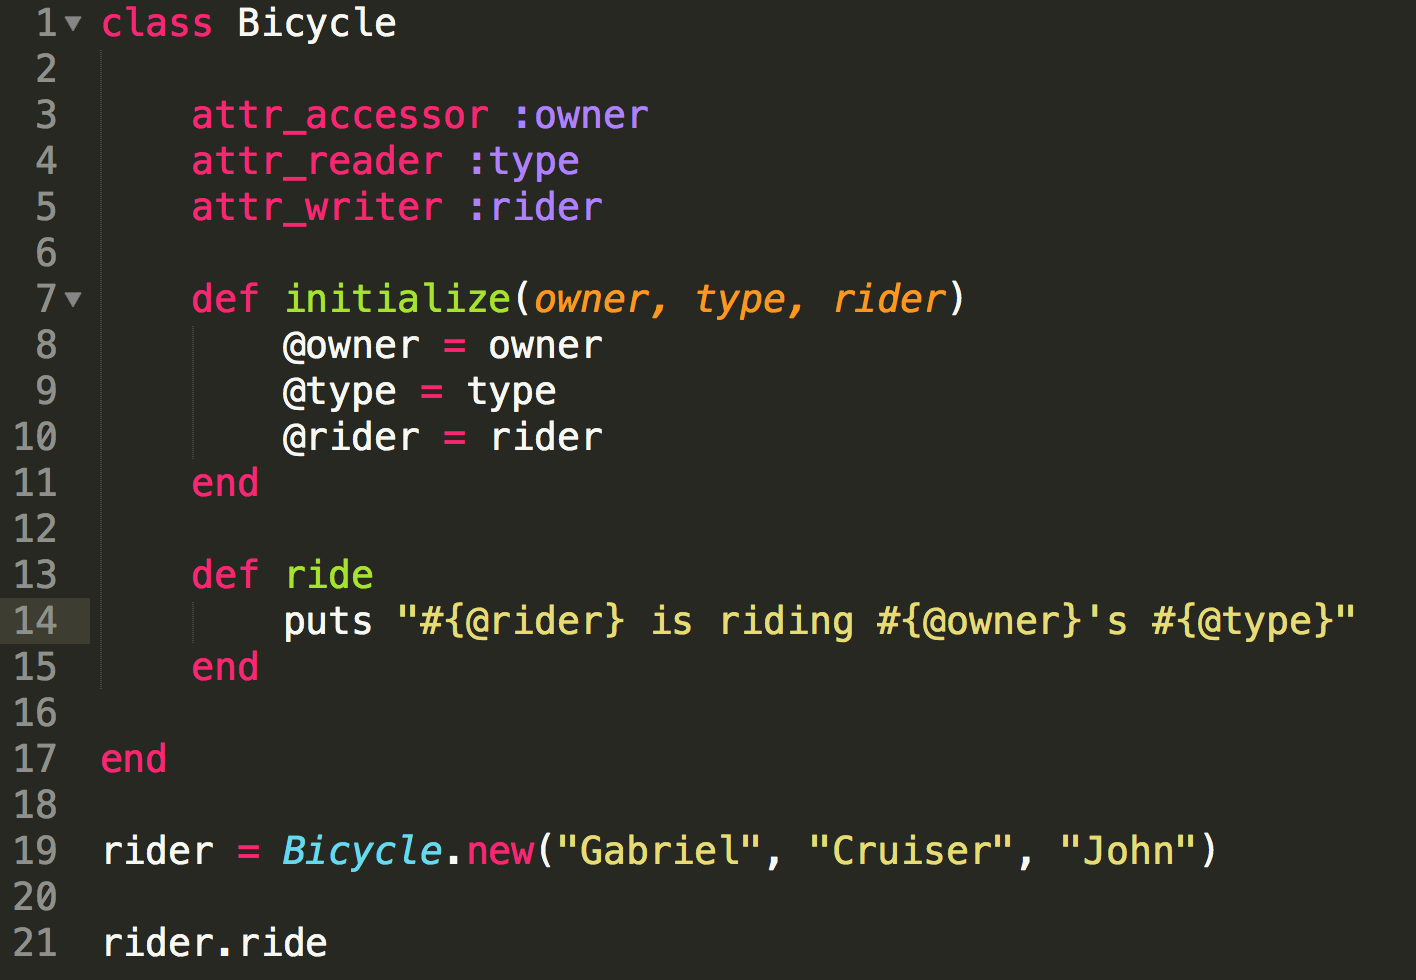 1 class Bicycle
2
3     attr_accessor :owner
4     attr_reader :type
5     attr_writer :rider
6
7     def initialize(owner, type, rider)
8         @owner = owner
9         @type = type
10         @rider = rider
11     end
12
13     def ride
14         puts "#{@rider} is riding #{@owner}'s #{@type}"
15     end
16
17 end
18
19 rider = Bicycle.new("Gabriel", "Cruiser", "John")
20
21 rider.ride